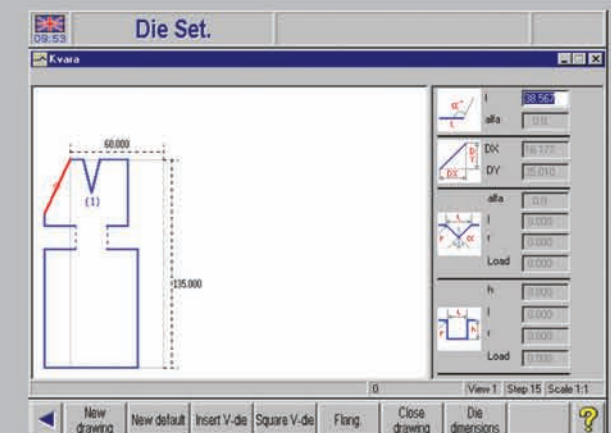 09:53
Die Set.
Kvara
60.000
(1)
135.000
l 38.567
alfa 0.0
DX 16.177
DY 35.010
alfa 0.0
l 0.000
r 0.000
Load 0.000
h 0.000
l 0.000
r 0.000
Load 0.000
0 View 1 Step 15 Scale 1:1
New drawing
New default
Insert V-die
Square V-die
Flang.
Close drawing
Die dimensions